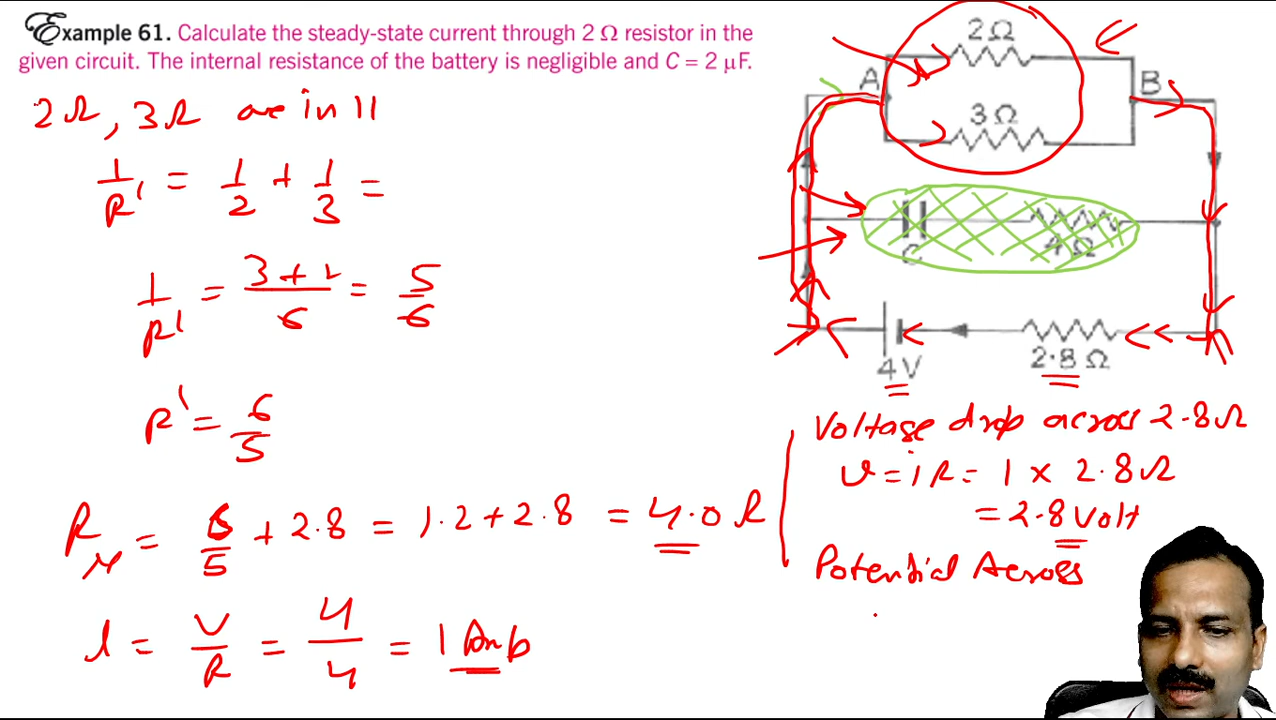 Example 61. Calculate the steady-state current through 2 Ω resistor in the
given circuit. The internal resistance of the battery is negligible and C = 2 μF.
2Ω, 3Ω are in ||
1/R' = 1/2 + 1/3 =
1/R' = 3+2/6 = 5/6
R' = 6/5
R = 6/5 + 2.8 = 1.2 + 2.8 = 4.0 Ω
I = V/R = 4/4 = 1 Amp
2Ω
A
B
3Ω
C
4Ω
4V
2.8 Ω
Voltage drop across 2.8Ω
V = iR = 1 × 2.8Ω
= 2.8 Volt
Potential Across